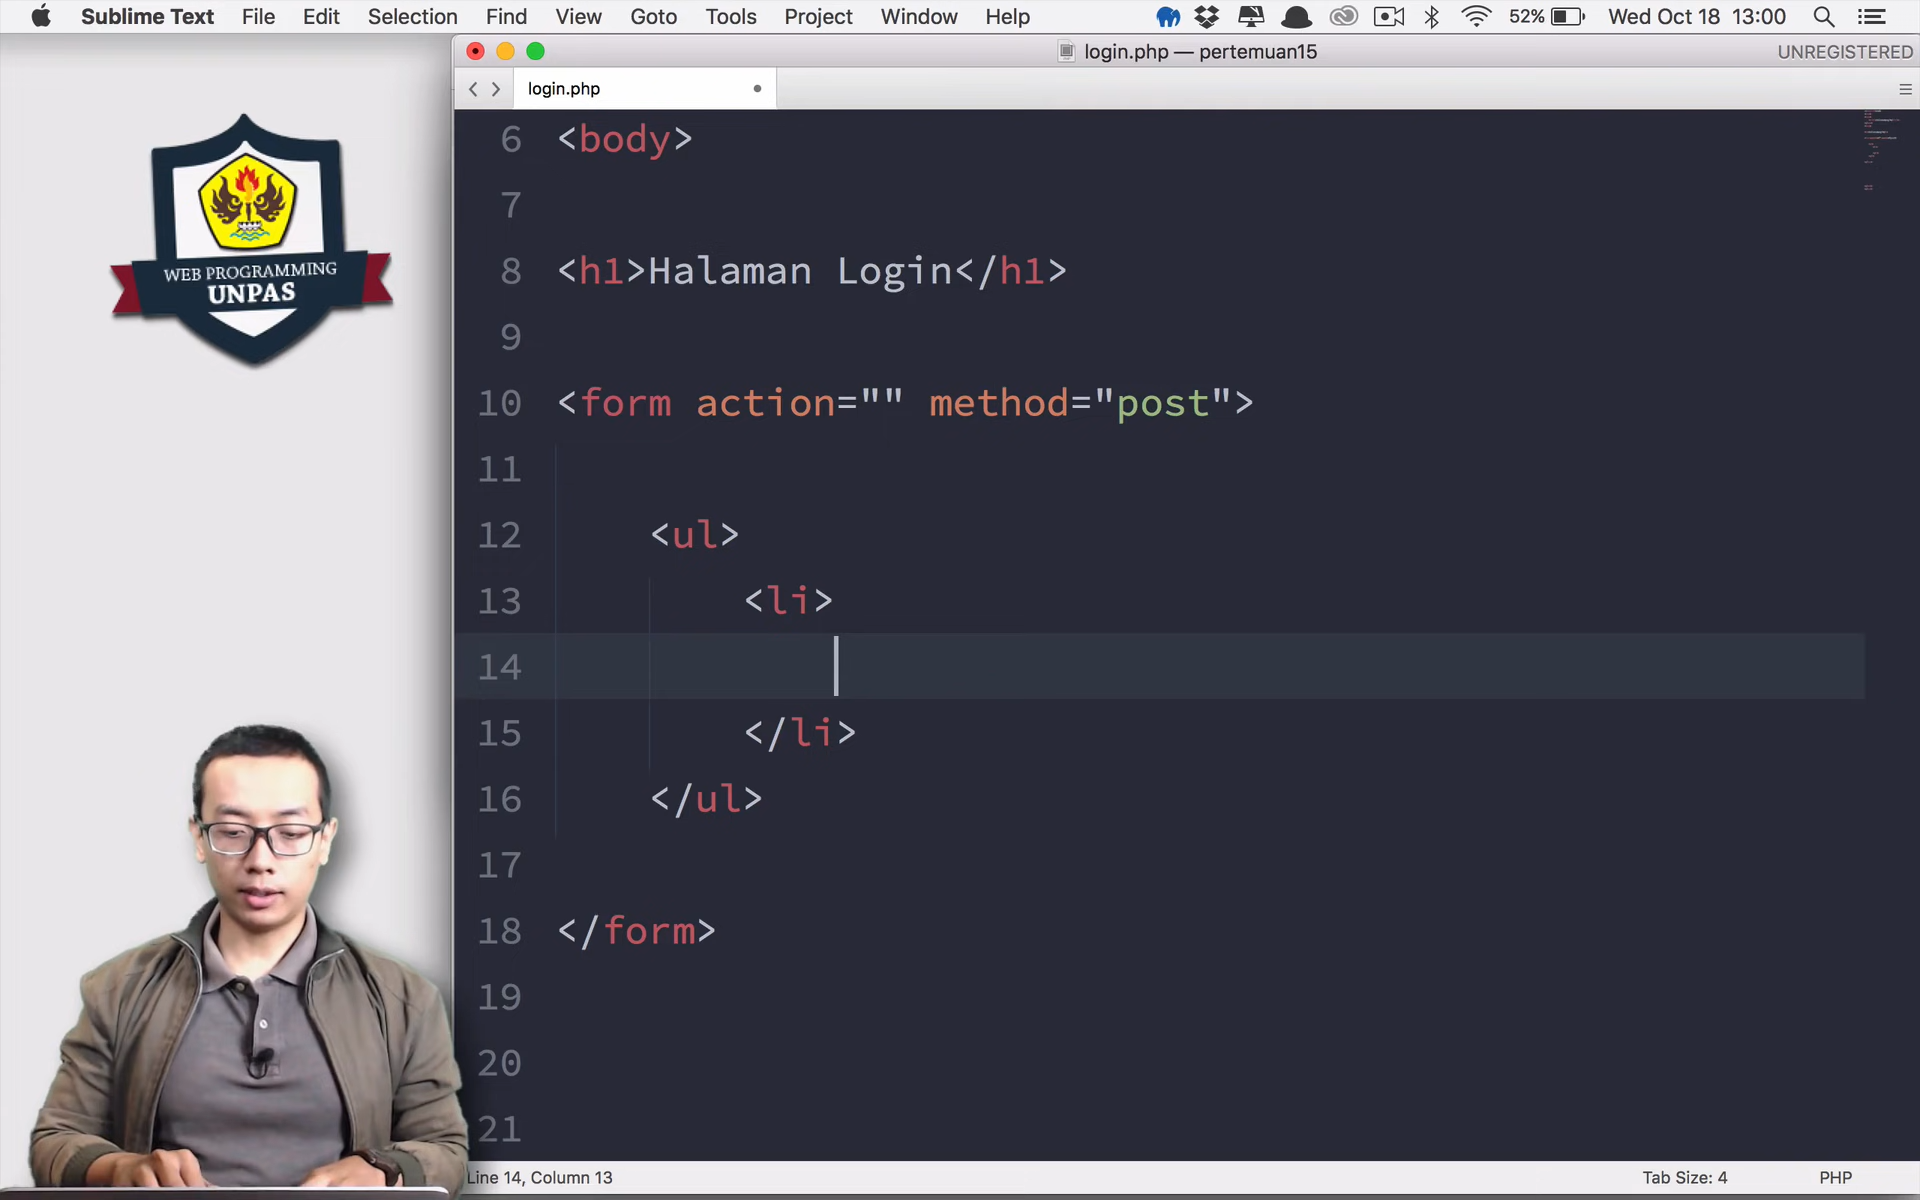 Sublime Text File Edit Selection Find View Goto Tools Project Window Help 52% Wed Oct 18 13:00
login.php — pertemuan15 UNREGISTERED
login.php
WEB PROGRAMMING
UNPAS
6 <body>
7
8 <h1>Halaman Login</h1>
9
10 <form action="" method="post">
11
12 <ul>
13 <li>
14
15 </li>
16 </ul>
17
18 </form>
19
20
21
Line 14, Column 13 Tab Size: 4 PHP